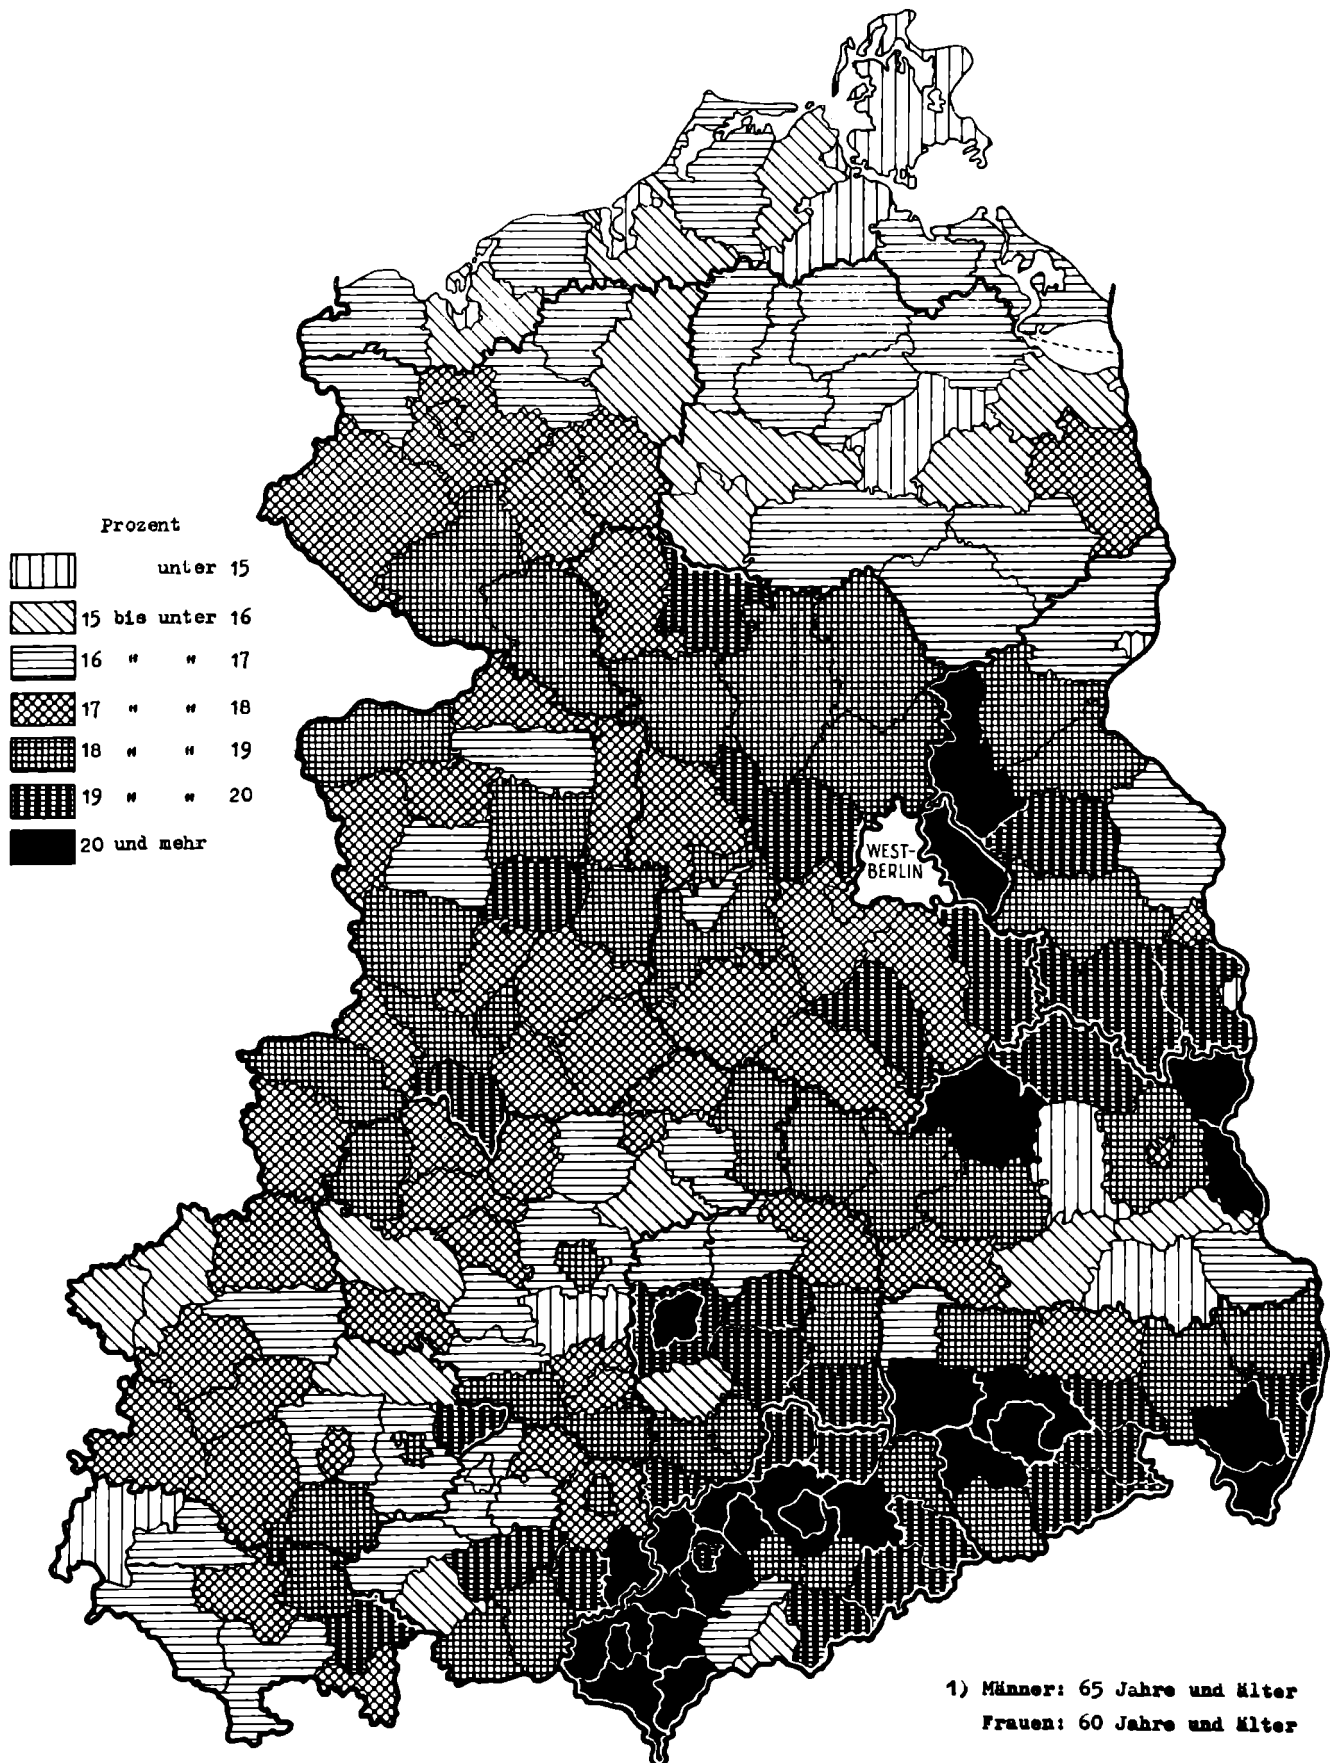 Prozent
unter 15
15 bis unter 16
16 " " 17
17 " " 18
18 " " 19
19 " " 20
20 und mehr
WEST-
BERLIN
1) Männer: 65 Jahre und älter
Frauen: 60 Jahre und älter